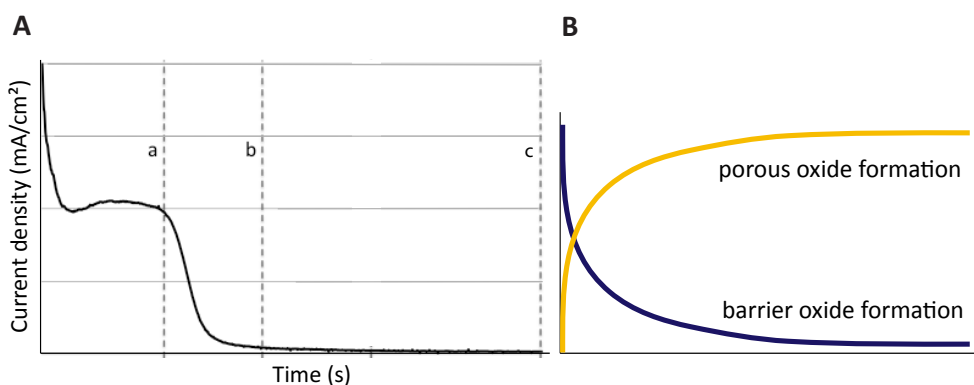 A
B
Current density (mA/cm²)
a
b
c
Time (s)
porous oxide formation
barrier oxide formation